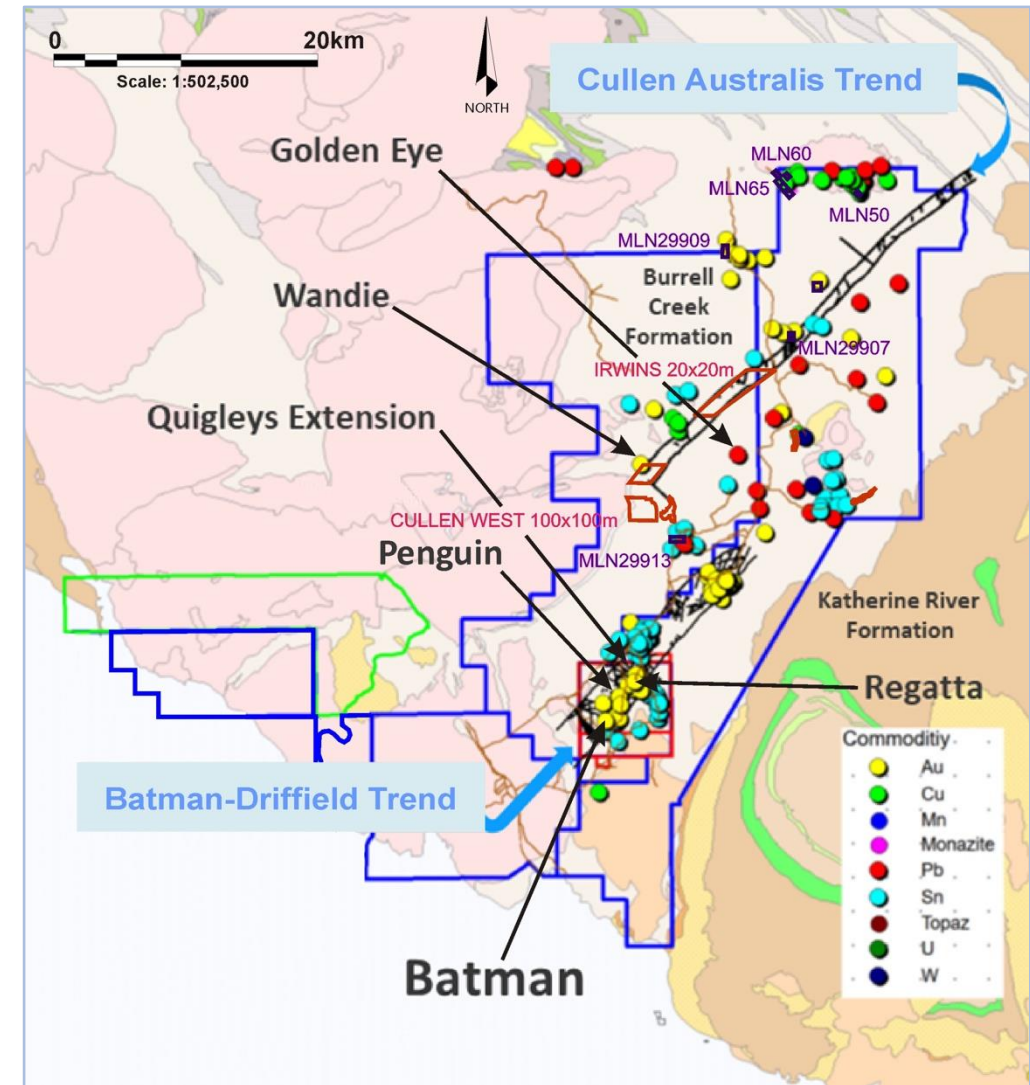 0 20km
Scale: 1:502,500
NORTH
Cullen Australis Trend
Golden Eye
MLN60
MLN65
MLN50
MLN29909
Wandie
Burrell
Creek
Formation
MLN29907
IRWINS 20x20m
Quigleys Extension
CULLEN WEST 100x100m
Penguin
MLN29913
Katherine River
Formation
Regatta
Batman-Driffield Trend
Batman
Commoditiy
Au
Cu
Mn
Monazite
Pb
Sn
Topaz
U
W